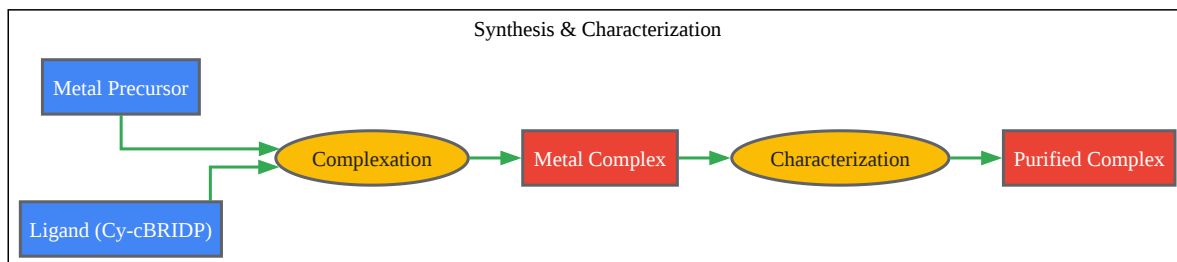 Synthesis & Characterization
Metal Precursor
Complexation
Metal Complex
Characterization
Purified Complex
Ligand (Cy-cBRIDP)